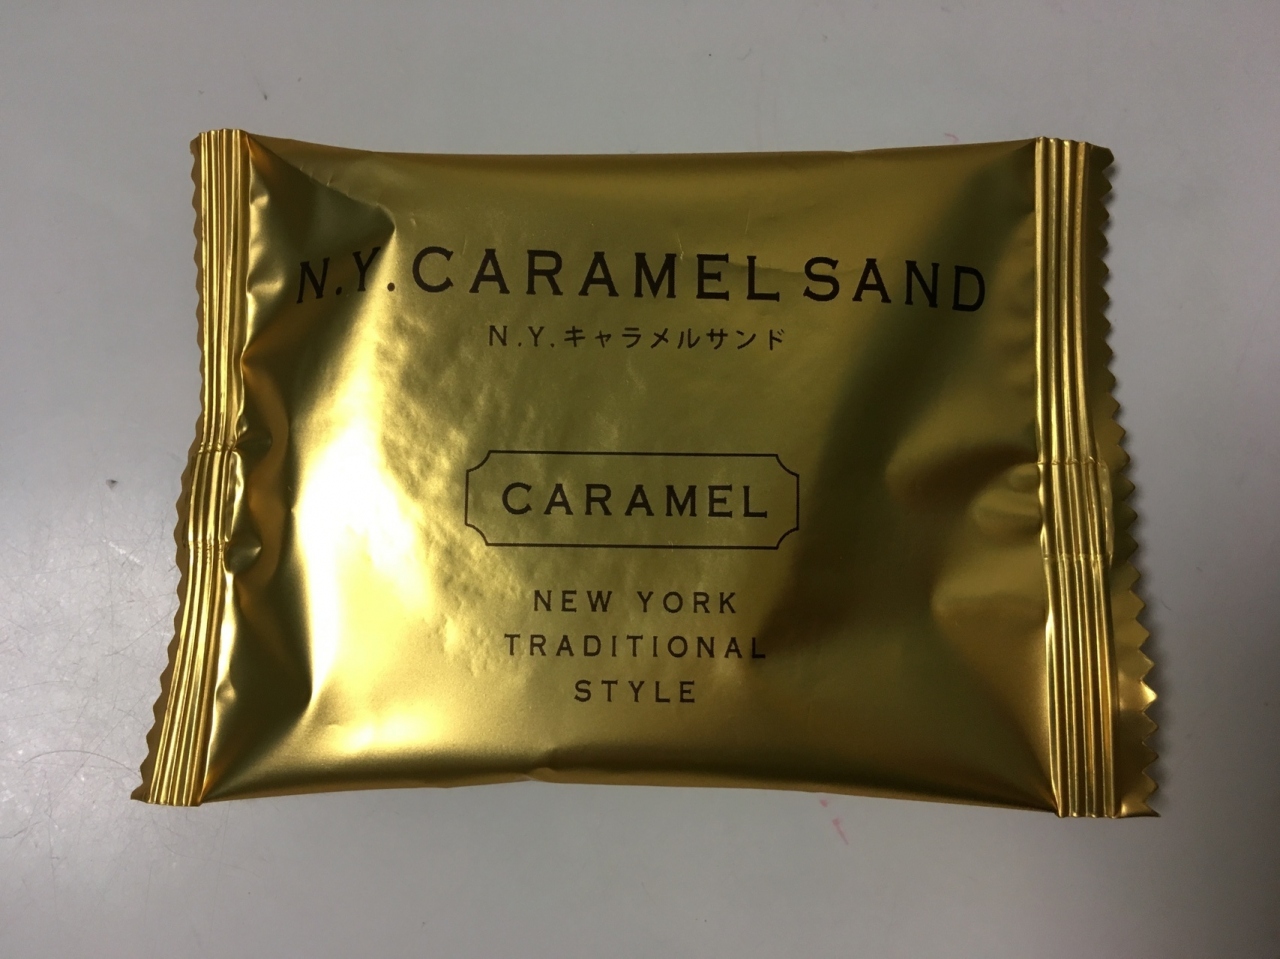 N.Y.CARAMEL SAND
N.Y.キャラメルサンド
CARAMEL
NEW YORK
TRADITIONAL
STYLE